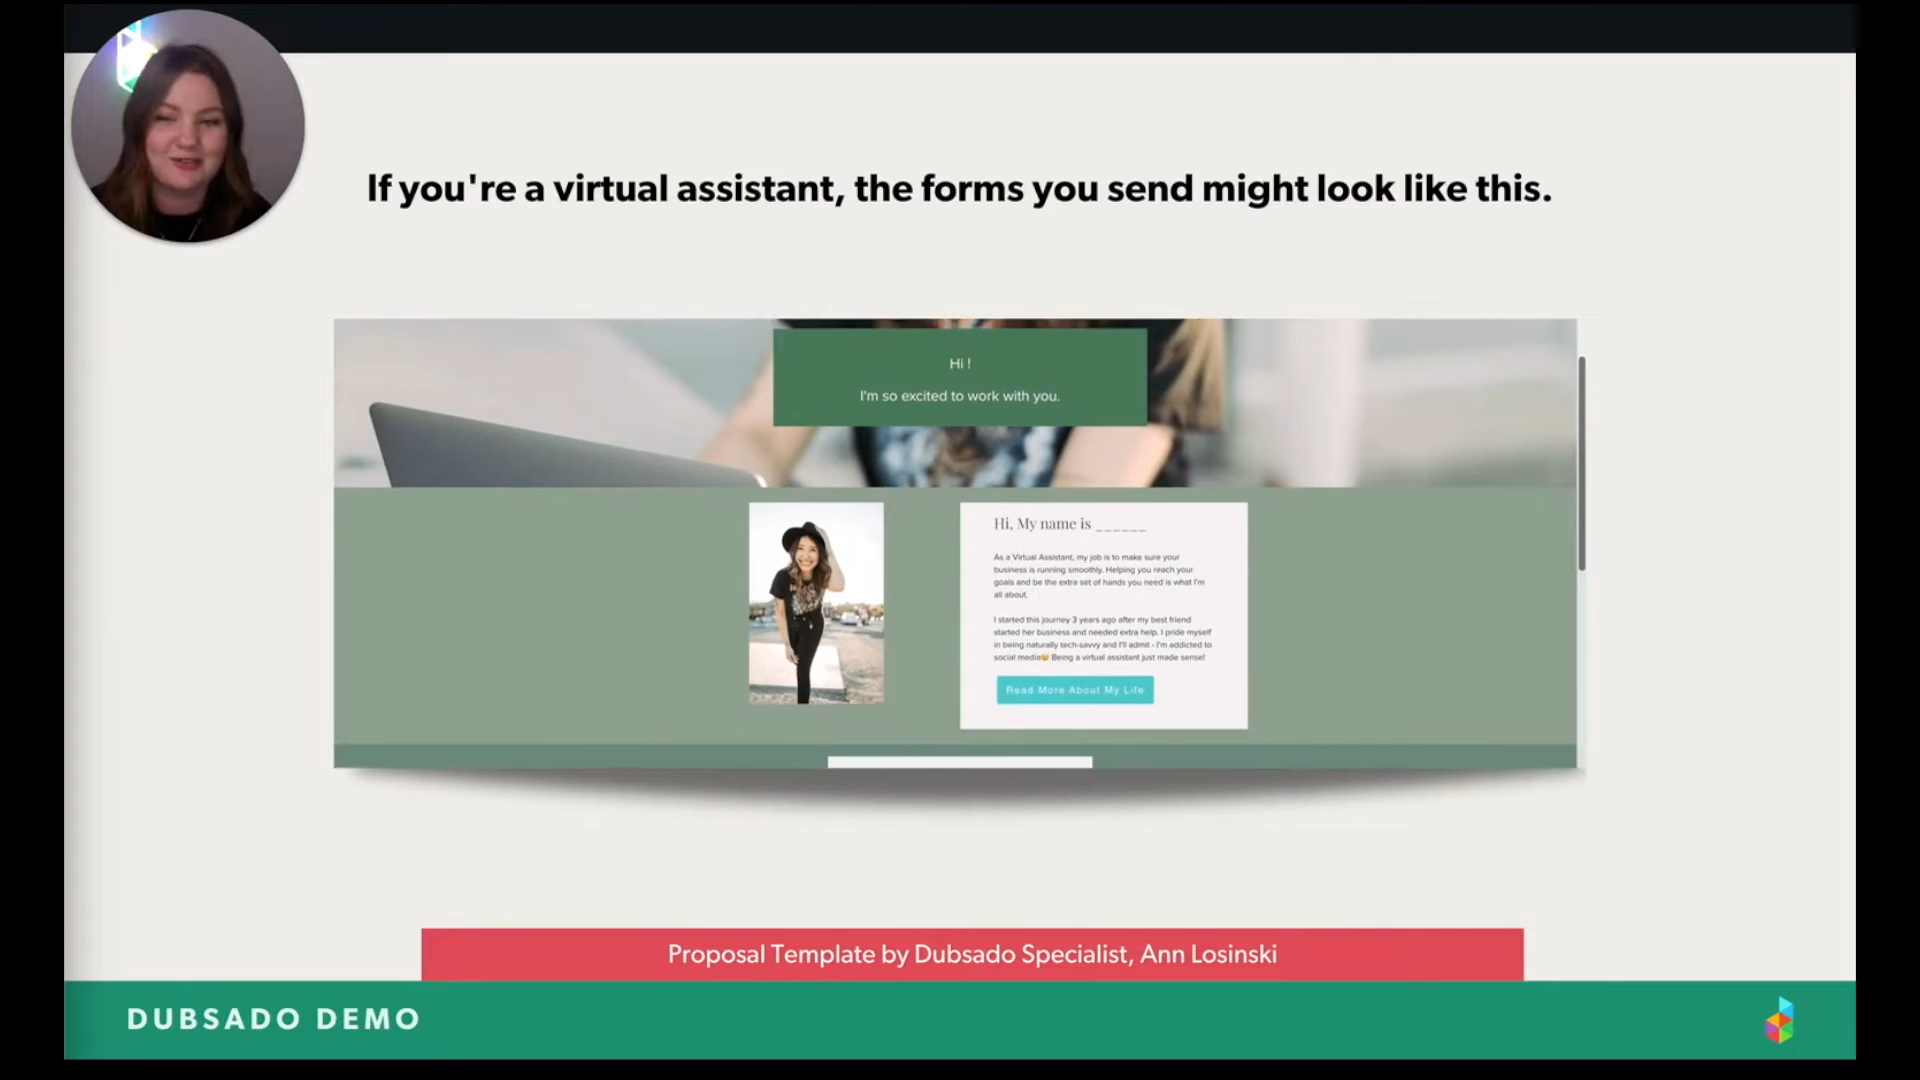 If you're a virtual assistant, the forms you send might look like this.
Hi !
I'm so excited to work with you.
Hi, My name is ______
As a Virtual Assistant, my job is to make sure your
business is running smoothly. Helping you reach your
goals and be the extra set of hands you need is what I'm
all about.
I started this journey 3 years ago after my best friend
started her business and needed extra help. I pride myself
in being naturally tech-savvy and I'll admit - I'm addicted to
social media😅 Being a virtual assistant just made sense!
Read More About My Life
Proposal Template by Dubsado Specialist, Ann Losinski
DUBSADO DEMO